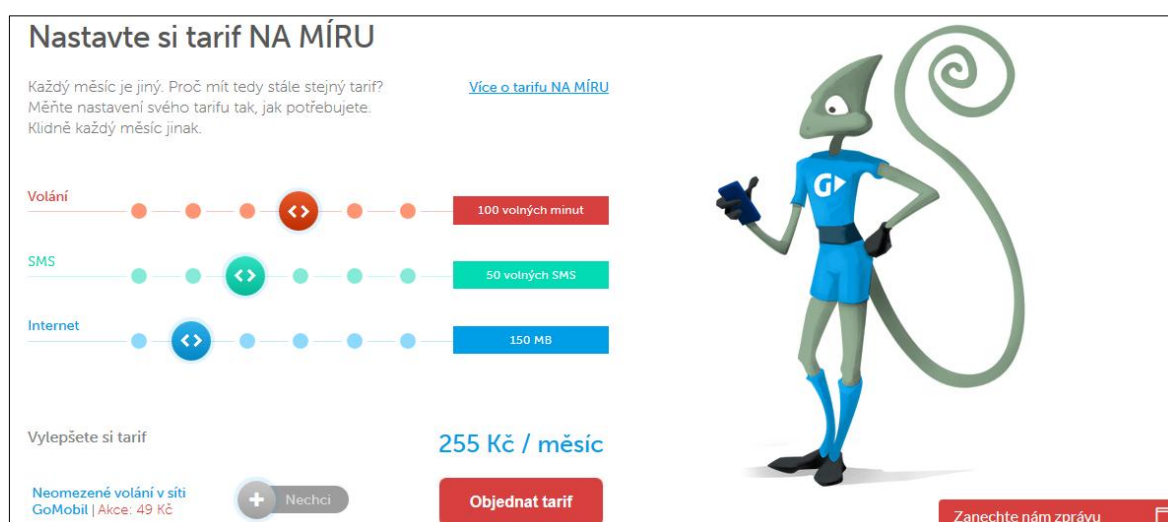 Nastavte si tarif NA MÍRU
Každý měsíc je jiný. Proč mít tedy stále stejný tarif?
Měňte nastavení svého tarifu tak, jak potřebujete.
Klidně každý měsíc jinak.
Více o tarifu NA MÍRU
Volání
100 volných minut
SMS
50 volných SMS
Internet
150 MB
Vylepšete si tarif
255 Kč / měsíc
Neomezené volání v síti
GoMobil | Akce: 49 Kč
Nechci
Objednat tarif
G
Zanechte nám zprávu